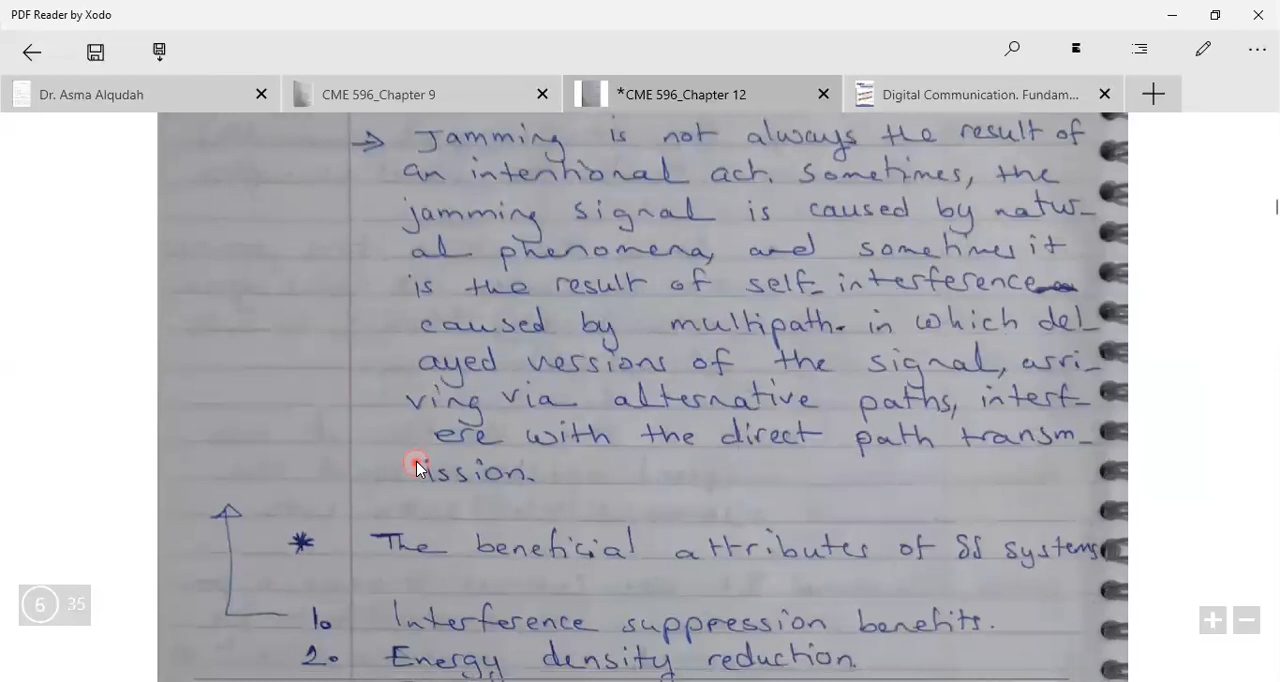 PDF Reader by Xodo
Dr. Asma Alqudah
CME 596_Chapter 9
*CME 596_Chapter 12
Digital Communication. Fundam...
→ Jamming is not always the result of
an intentional act. Sometimes, the
jamming signal is caused by natur-
al phenomena, and sometimes it
is the result of self-interference
caused by multipath- in which del-
ayed versions of the signal, arri-
ving via alternative paths, interf-
ere with the direct path transm-
ission.
* The beneficial attributes of SS systems
1. Interference suppression benefits.
2. Energy density reduction.
6 35